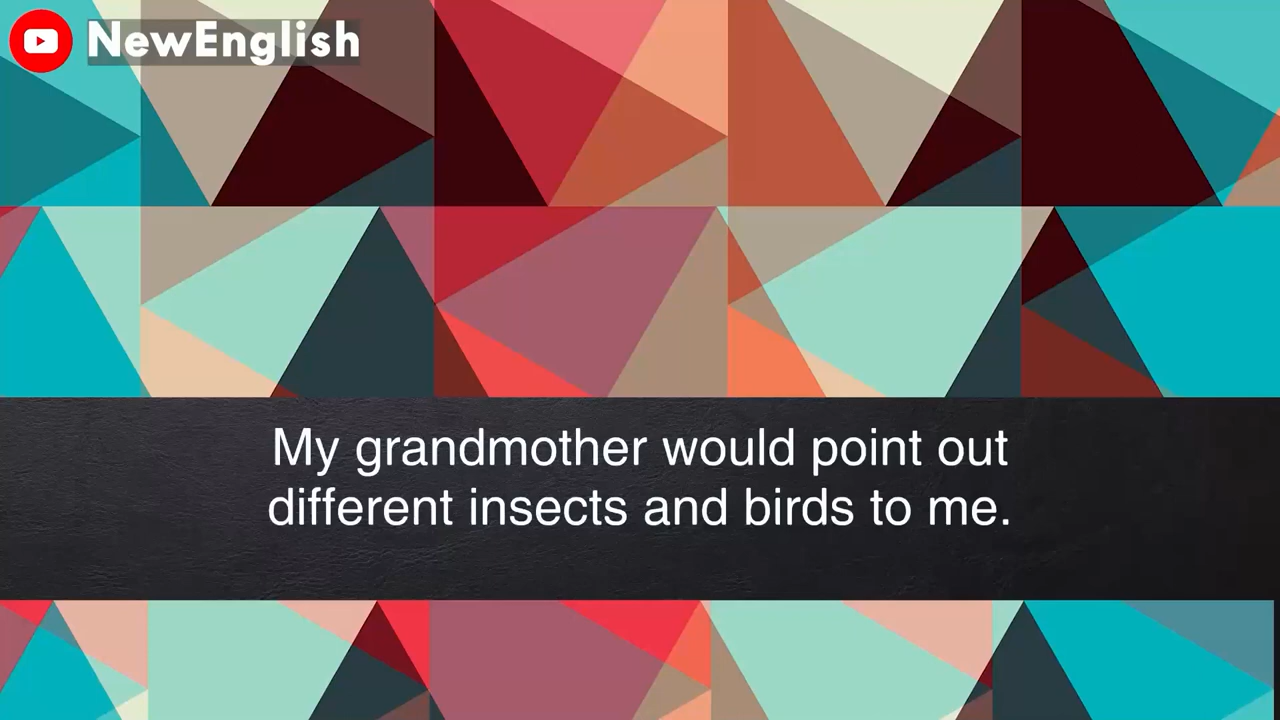 NewEnglish
My grandmother would point out
different insects and birds to me.